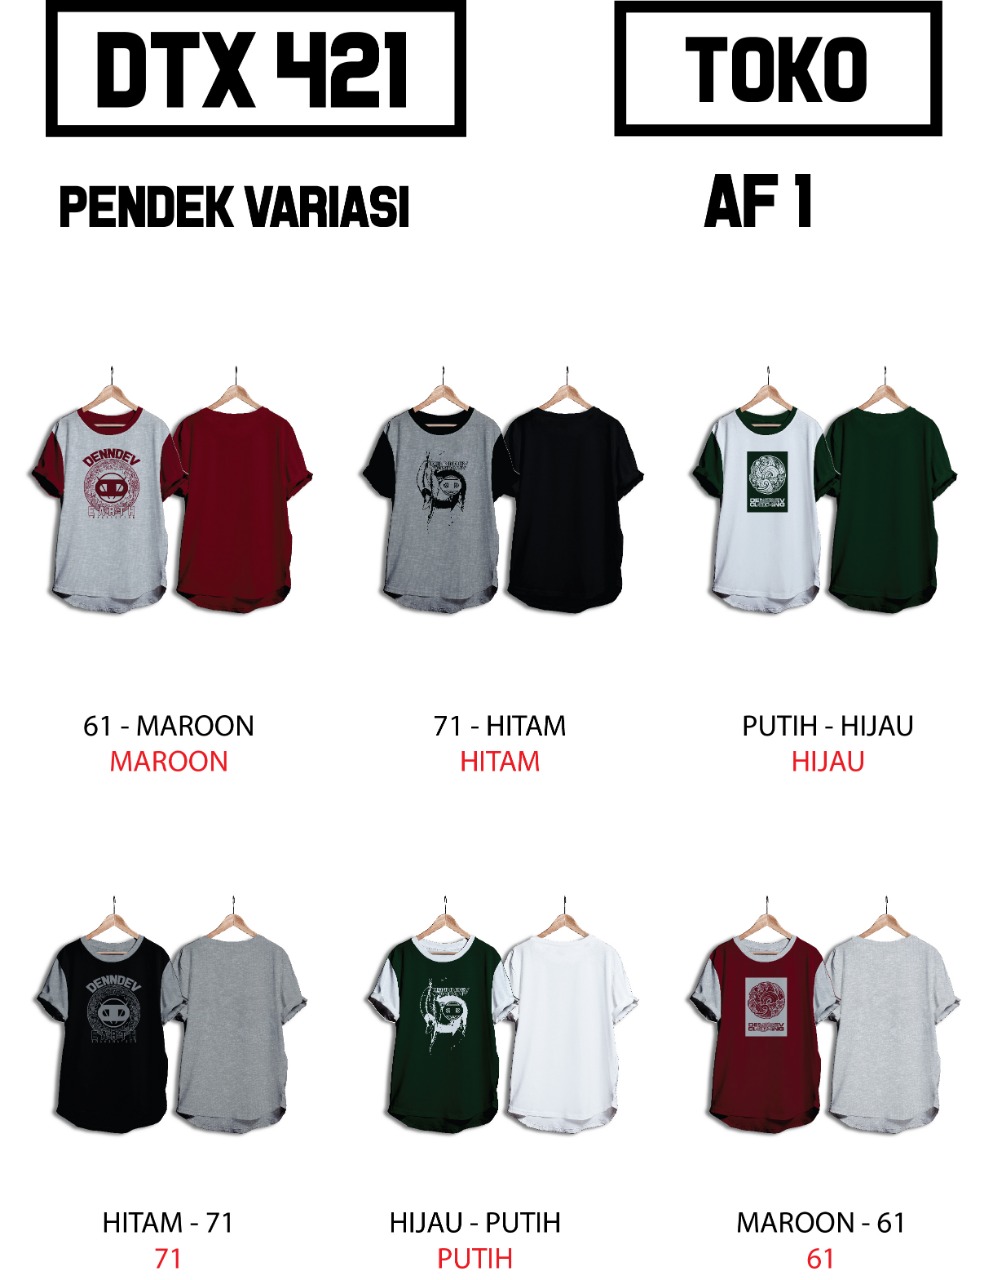 DTX 421
TOKO
PENDEK VARIASI
AF 1
DENNDEV
61 - MAROON
MAROON
71 - HITAM
HITAM
PUTIH - HIJAU
HIJAU
DENNDEV
HITAM - 71
71
HIJAU - PUTIH
PUTIH
MAROON - 61
61